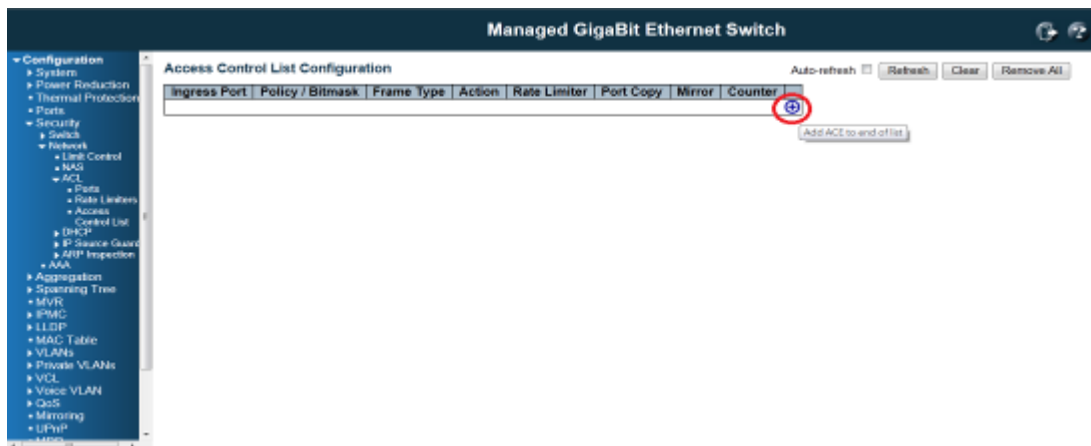 Managed GigaBit Ethernet Switch
Configuration
System
Power Reduction
Thermal Protection
Ports
Security
Switch
Network
Limit Control
NAS
ACL
Ports
Rate Limiters
Access
Control List
DHCP
IP Source Guard
ARP Inspection
AAA
Aggregation
Spanning Tree
MVR
IPMC
LLDP
MAC Table
VLANs
Private VLANs
VCL
Voice VLAN
QoS
Mirroring
UPnP
Access Control List Configuration
Auto-refresh Refresh Clear Remove All
Ingress Port Policy / Bitmask Frame Type Action Rate Limiter Port Copy Mirror Counter
Add ACE to end of list